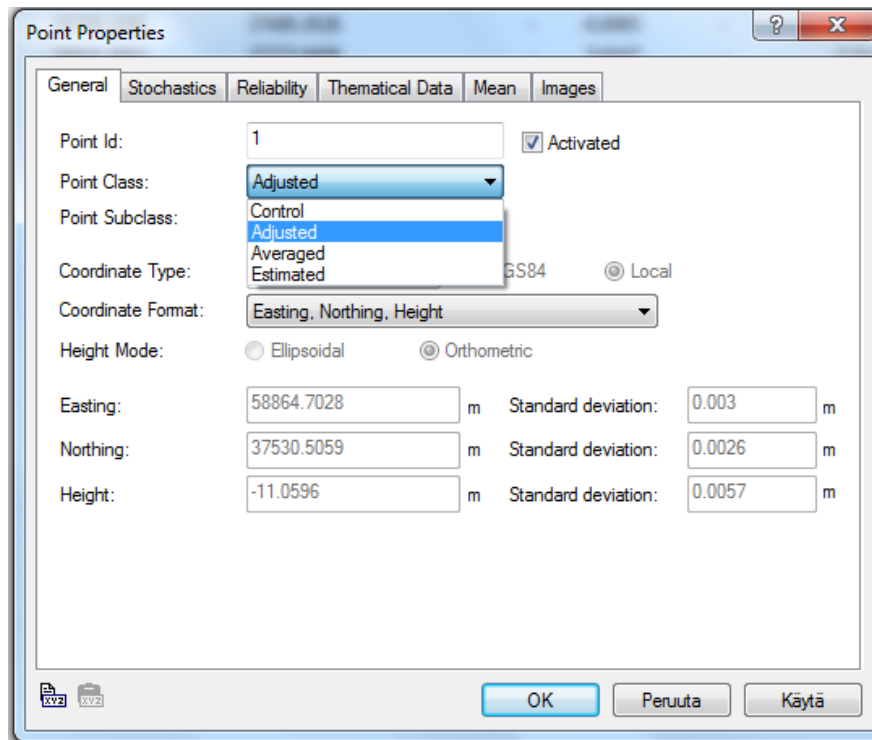 Point Properties
General Stochastics Reliability Thematical Data Mean Images
Point Id: 1 Activated
Point Class: Adjusted
Control
Point Subclass: Adjusted
Averaged
Coordinate Type: Estimated GS84 Local
Coordinate Format: Easting, Northing, Height
Height Mode: Ellipsoidal Orthometric
Easting: 58864.7028 m Standard deviation: 0.003 m
Northing: 37530.5059 m Standard deviation: 0.0026 m
Height: -11.0596 m Standard deviation: 0.0057 m
XYZ XYZ OK Peruuta Käytä